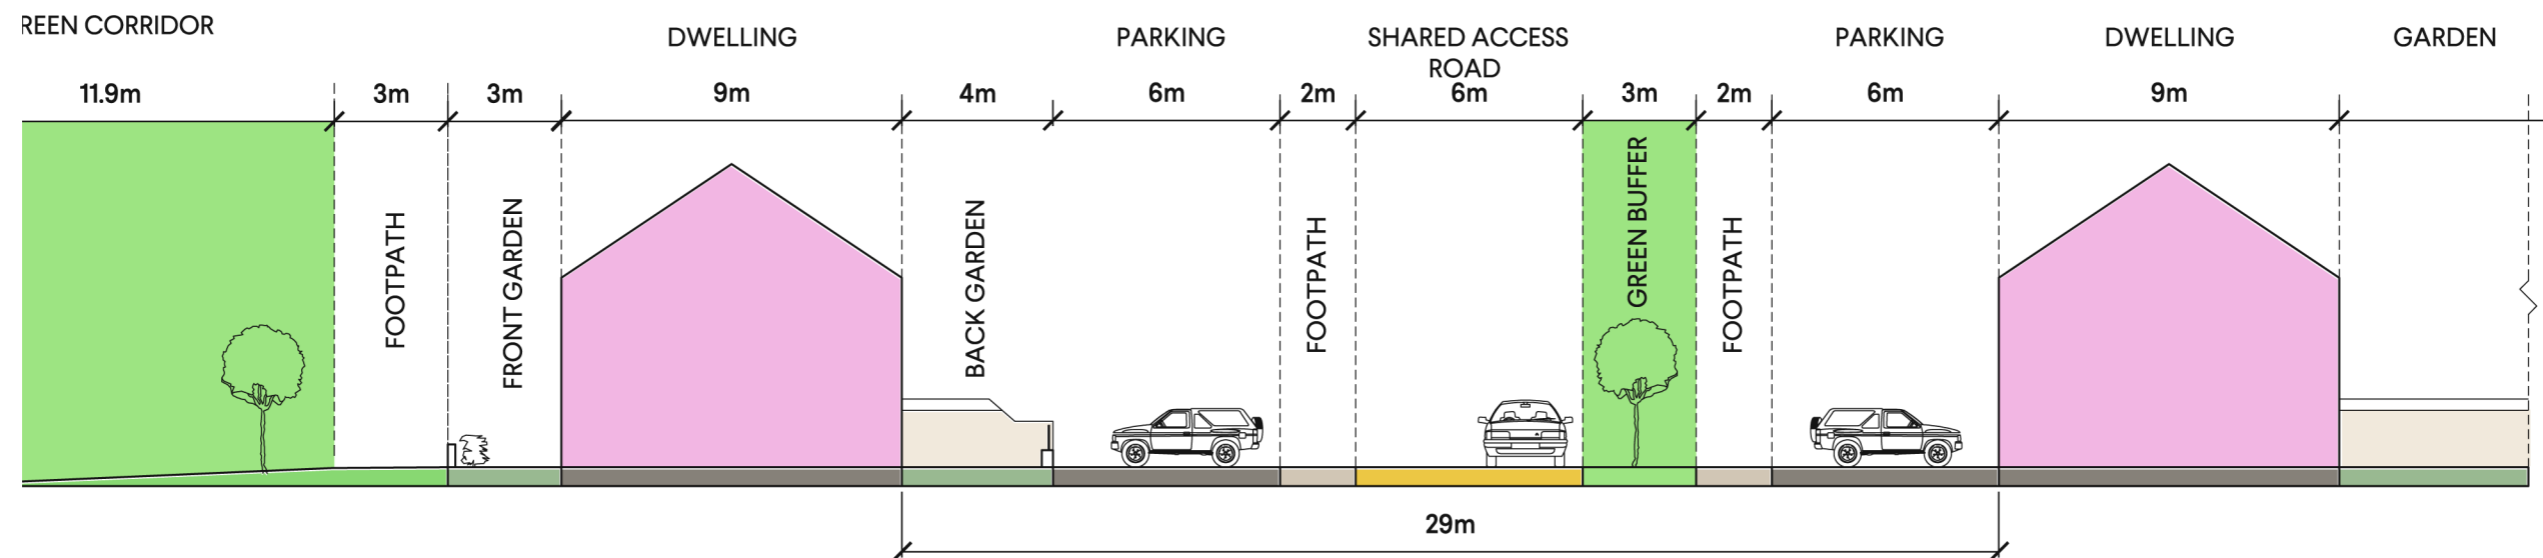 REEN CORRIDOR
DWELLING
PARKING
SHARED ACCESS
ROAD
PARKING
DWELLING
GARDEN
11.9m
3m
3m
9m
4m
6m
2m
6m
3m
2m
6m
9m
FOOTPATH
FRONT GARDEN
BACK GARDEN
FOOTPATH
GREEN BUFFER
FOOTPATH
29m